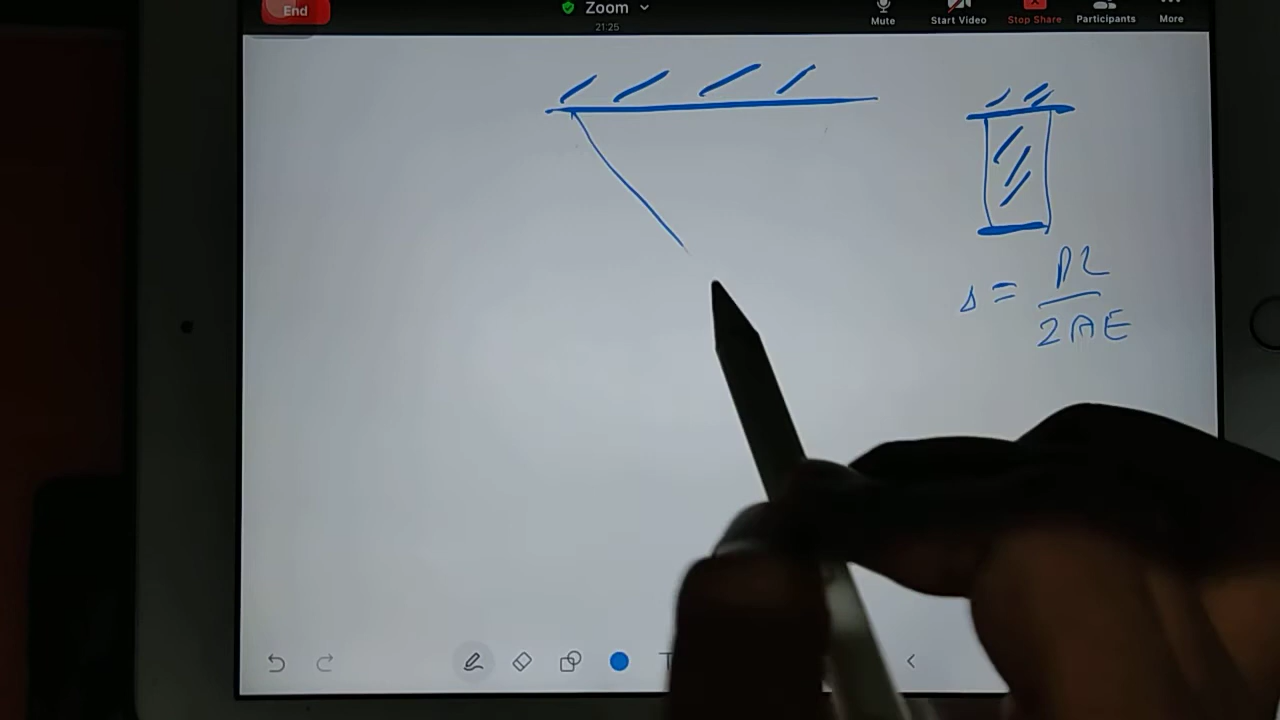 End
Zoom
21:25
Mute
Start Video
Stop Share
Participants
More
Δ = PL
2AE
T